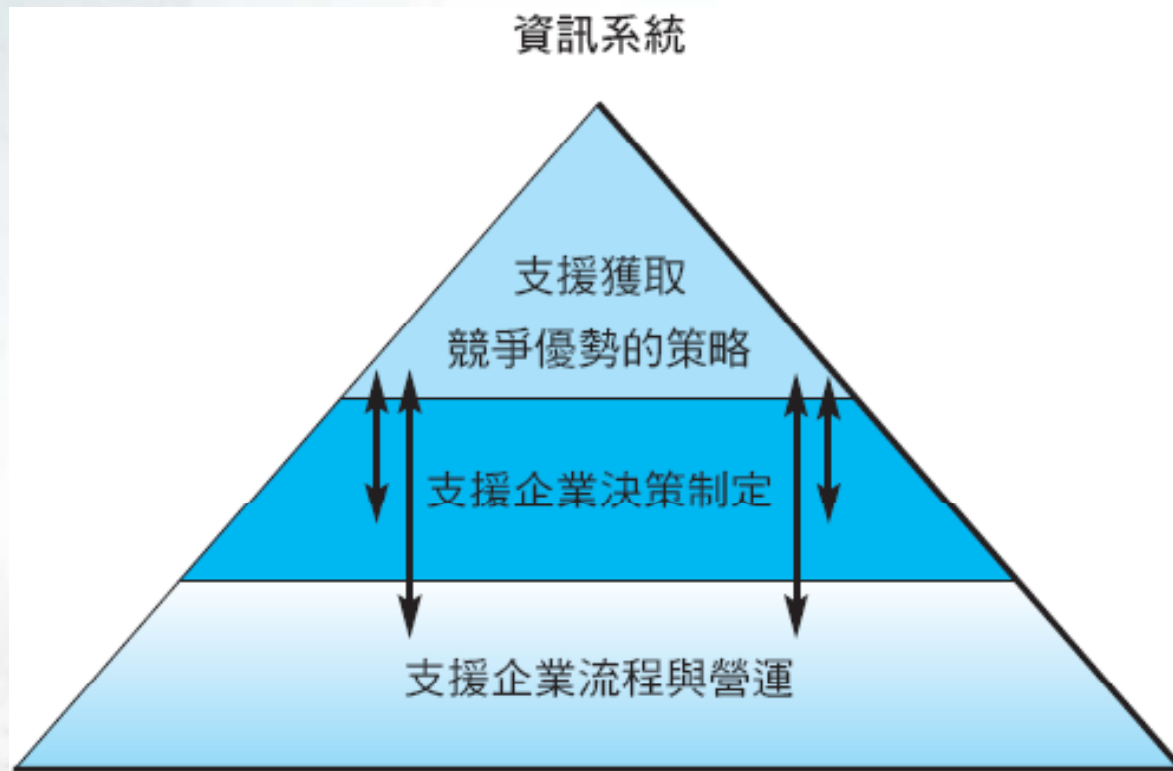 資訊系統
支援獲取
競爭優勢的策略
支援企業決策制定
支援企業流程與營運